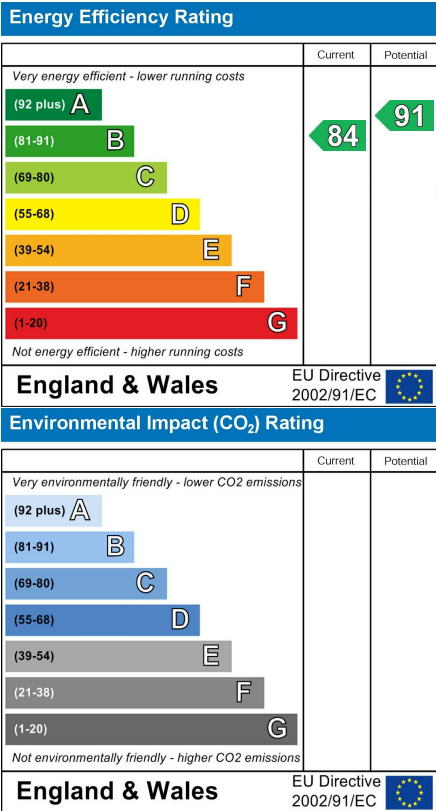 Energy Efficiency Rating
Current Potential
Very energy efficient - lower running costs
(92 plus) A
(81-91) B
(69-80) C
(55-68) D
(39-54) E
(21-38) F
(1-20) G
84
91
Not energy efficient - higher running costs
England & Wales
EU Directive
2002/91/EC
Environmental Impact (CO₂) Rating
Current Potential
Very environmentally friendly - lower CO2 emissions
(92 plus) A
(81-91) B
(69-80) C
(55-68) D
(39-54) E
(21-38) F
(1-20) G
Not environmentally friendly - higher CO2 emissions
England & Wales
EU Directive
2002/91/EC